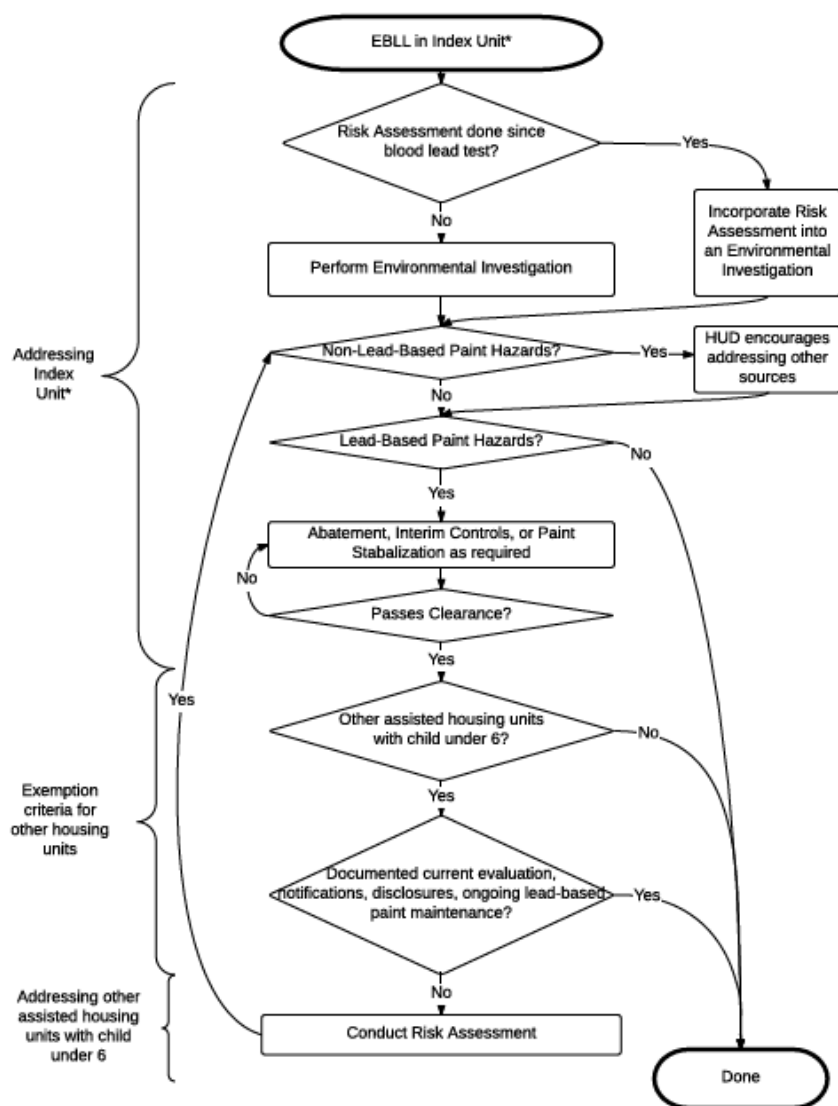 EBLL in Index Unit*
Risk Assessment done since
blood lead test?
Yes
No
Incorporate Risk
Assessment into
an Environmental
Investigation
Perform Environmental Investigation
Addressing
Index
Unit*
Non-Lead-Based Paint Hazards?
Yes
HUD encourages
addressing other
sources
No
Lead-Based Paint Hazards?
No
Yes
Abatement, Interim Controls, or Paint
Stabalization as required
No
Passes Clearance?
Yes
Yes
Other assisted housing units
with child under 6?
No
Yes
Exemption
criteria for
other housing
units
Documented current evaluation,
notifications, disclosures, ongoing lead-based
paint maintenance?
Yes
No
Addressing other
assisted housing
units with child
under 6
Conduct Risk Assessment
Done